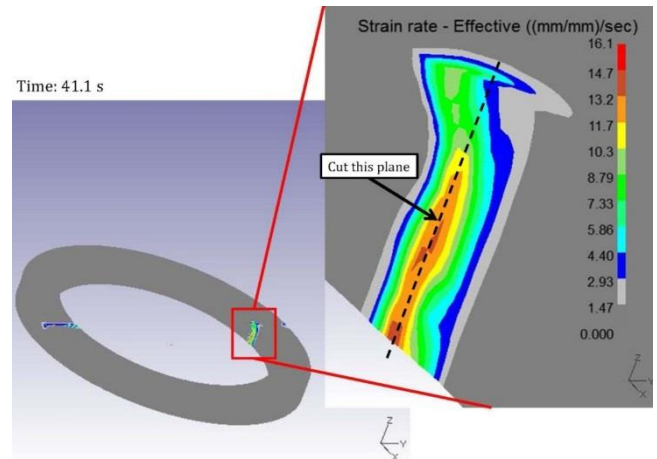 Strain rate - Effective ((mm/mm)/sec)
Time: 41.1 s
16.1
14.7
13.2
11.7
10.3
8.79
7.33
5.86
4.40
2.93
1.47
0.000
Cut this plane
Z
Y
X
Z
Y
X